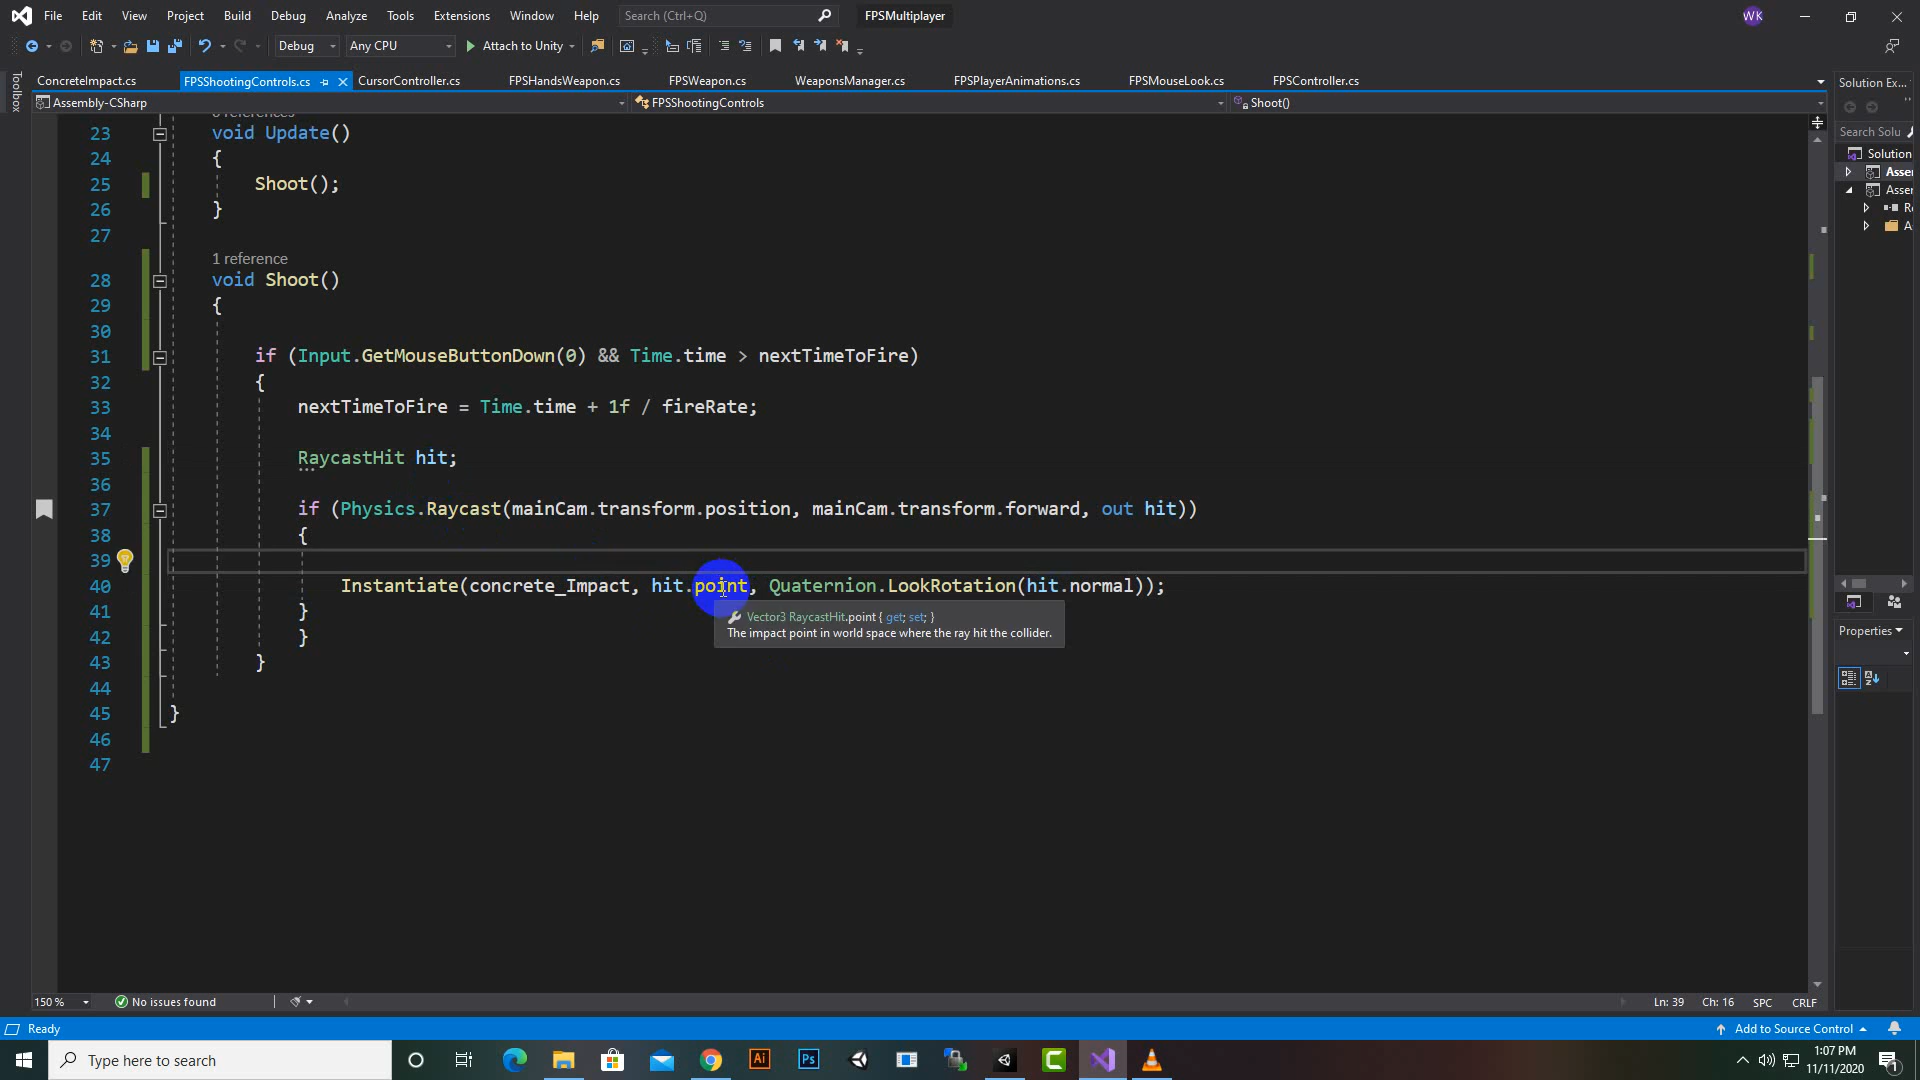 File Edit View Project Build Debug Analyze Tools Extensions Window Help Search (Ctrl+Q) FPSMultiplayer WK
Debug Any CPU Attach to Unity
Toolbox
ConcreteImpact.cs FPSShootingControls.cs CursorController.cs FPSHandsWeapon.cs FPSWeapon.cs WeaponsManager.cs FPSPlayerAnimations.cs FPSMouseLook.cs FPSController.cs Solution Ex...
Assembly-CSharp FPSShootingControls Shoot()
Search Solu
Solution
Asse
Asse
R
A
Properties
23 void Update()
24 {
25 Shoot();
26 }
27
1 reference
28 void Shoot()
29 {
30
31 if (Input.GetMouseButtonDown(0) && Time.time > nextTimeToFire)
32 {
33 nextTimeToFire = Time.time + 1f / fireRate;
34
35 RaycastHit hit;
36
37 if (Physics.Raycast(mainCam.transform.position, mainCam.transform.forward, out hit))
38 {
39
40 Instantiate(concrete_Impact, hit.point, Quaternion.LookRotation(hit.normal));
41 }
Vector3 RaycastHit.point { get; set; }
The impact point in world space where the ray hit the collider.
42 }
43 }
44
45 }
46
47
150 % No issues found Ln: 39 Ch: 16 SPC CRLF
Ready Add to Source Control
Type here to search
Ai Ps
1:07 PM
11/11/2020
1